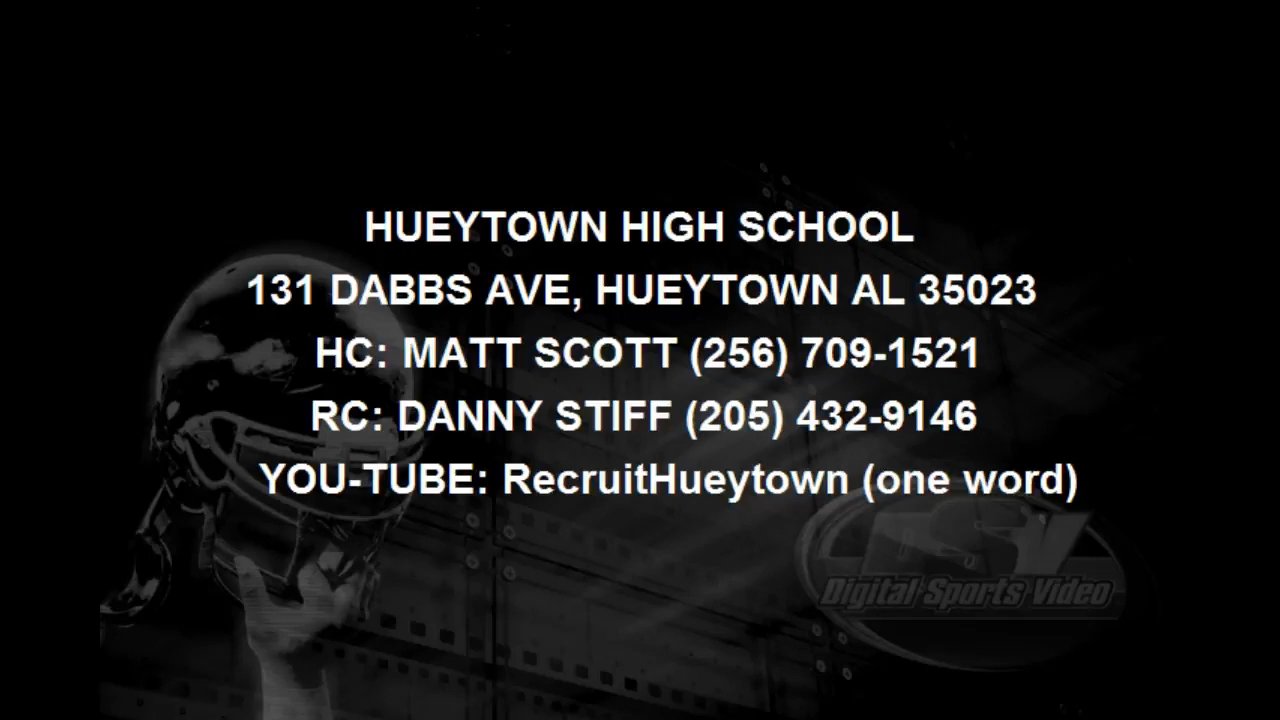 HUEYTOWN HIGH SCHOOL
131 DABBS AVE, HUEYTOWN AL 35023
HC: MATT SCOTT (256) 709-1521
RC: DANNY STIFF (205) 432-9146
YOU-TUBE: RecruitHueytown (one word)
DSV
Digital Sports Video